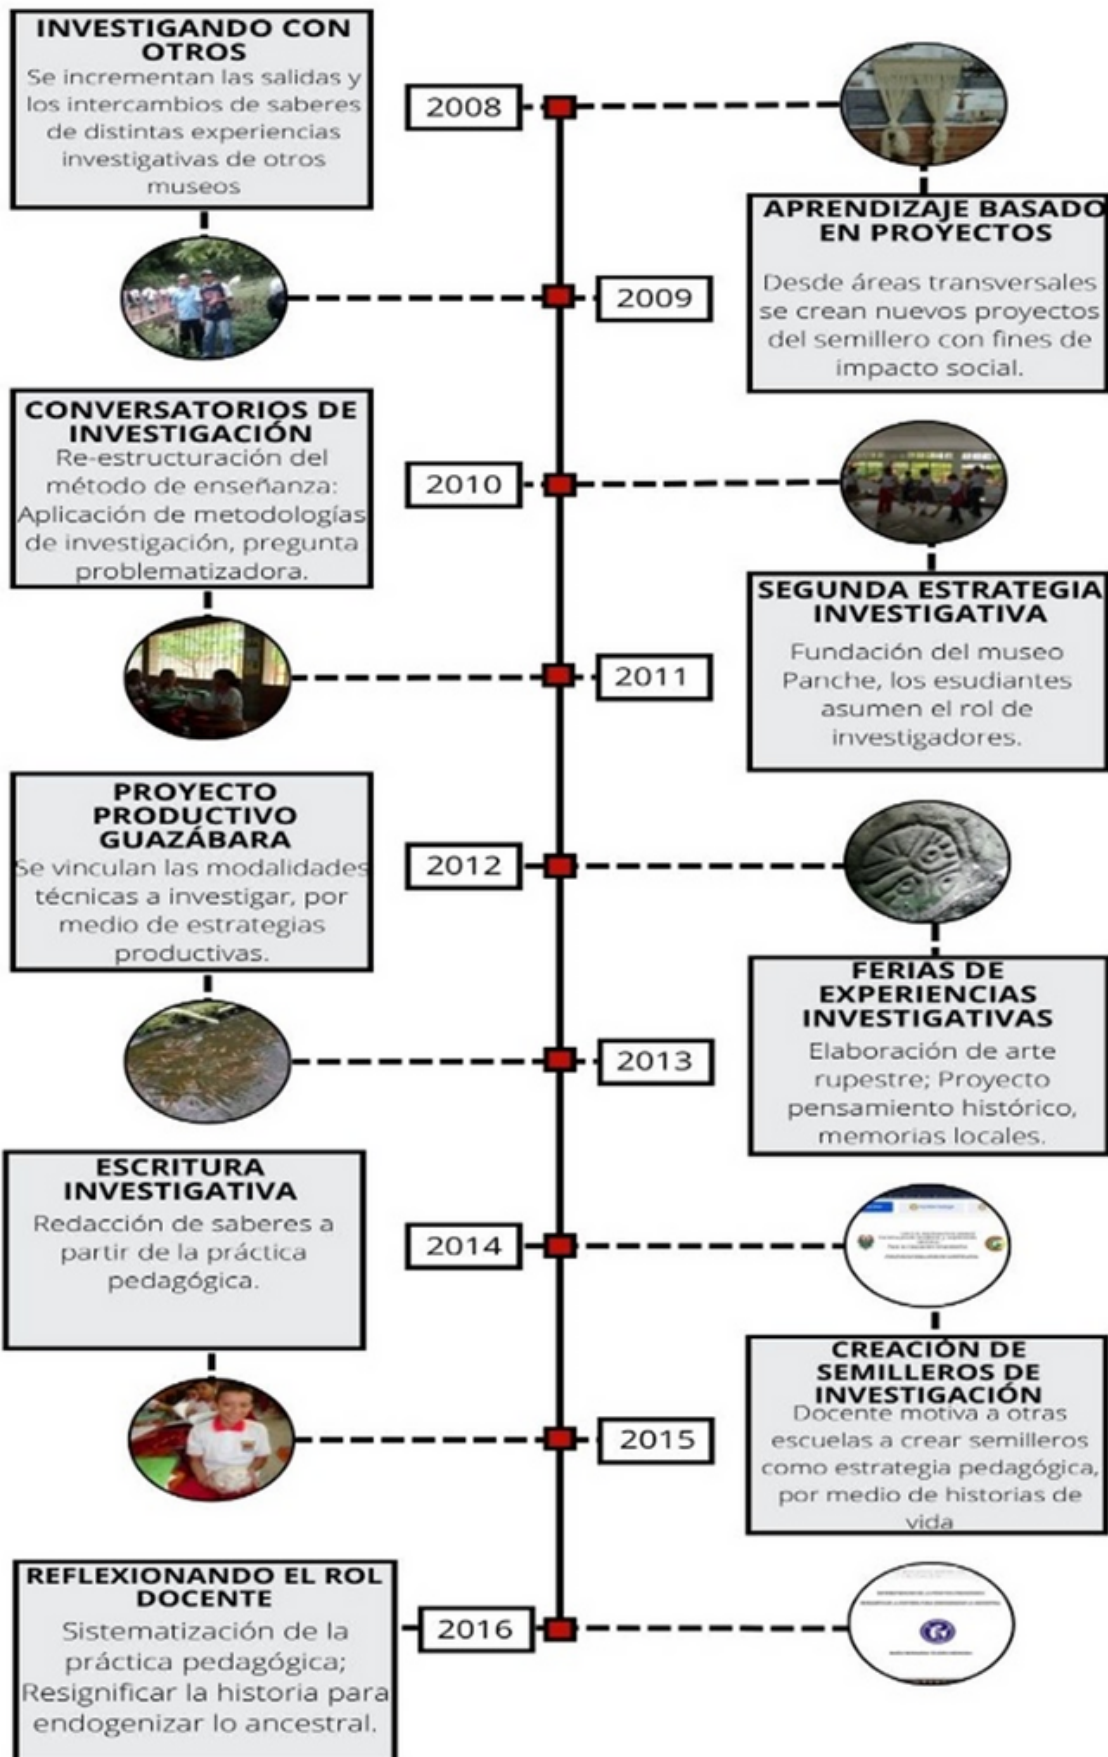 INVESTIGANDO CON
OTROS
Se incrementan las salidas y
los intercambios de saberes
de distintas experiencias
investigativas de otros
museos
2008
APRENDIZAJE BASADO
EN PROYECTOS
Desde áreas transversales
se crean nuevos proyectos
del semillero con fines de
impacto social.
2009
CONVERSATORIOS DE
INVESTIGACIÓN
Re-estructuración del
método de enseñanza:
Aplicación de metodologías
de investigación, pregunta
problematizadora.
2010
SEGUNDA ESTRATEGIA
INVESTIGATIVA
Fundación del museo
Panche, los esudiantes
asumen el rol de
investigadores.
2011
PROYECTO
PRODUCTIVO
GUAZÁBARA
Se vinculan las modalidades
técnicas a investigar, por
medio de estrategias
productivas.
2012
FERIAS DE
EXPERIENCIAS
INVESTIGATIVAS
Elaboración de arte
rupestre; Proyecto
pensamiento histórico,
memorias locales.
2013
ESCRITURA
INVESTIGATIVA
Redacción de saberes a
partir de la práctica
pedagógica.
2014
CREACIÓN DE
SEMILLEROS DE
INVESTIGACIÓN
Docente motiva a otras
escuelas a crear semilleros
como estrategia pedagógica,
por medio de historias de
vida
2015
REFLEXIONANDO EL ROL
DOCENTE
Sistematización de la
práctica pedagógica;
Resignificar la historia para
endogenizar lo ancestral.
2016